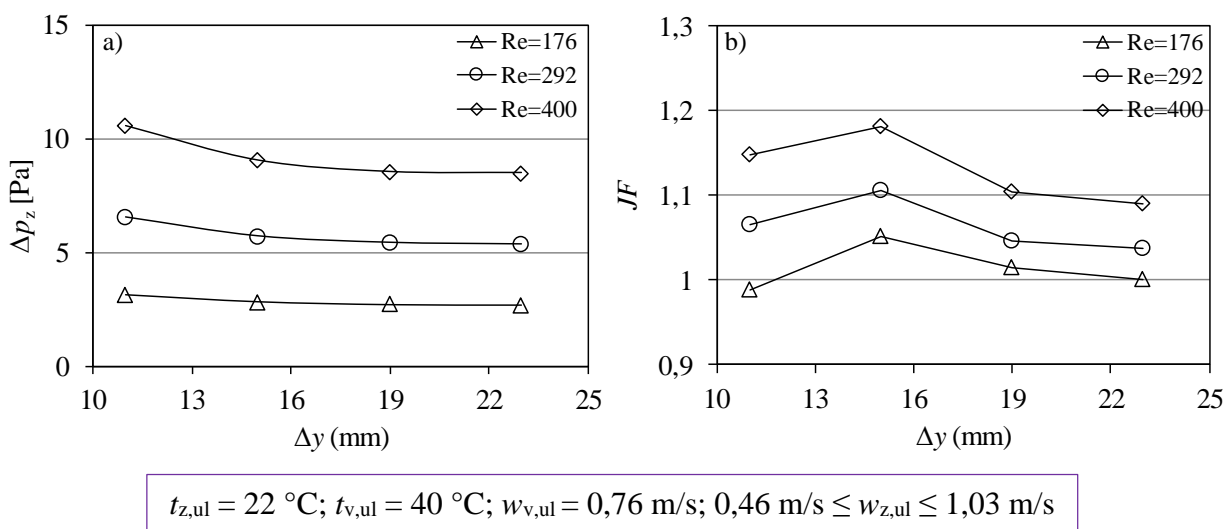 a)
Re=176
Re=292
Re=400
15
10
5
0
Δp_z [Pa]
10 13 16 19 22 25
Δy (mm)
b)
Re=176
Re=292
Re=400
1,3
1,2
1,1
1
0,9
JF
10 13 16 19 22 25
Δy (mm)
t_z,ul = 22 °C; t_v,ul = 40 °C; w_v,ul = 0,76 m/s; 0,46 m/s ≤ w_z,ul ≤ 1,03 m/s